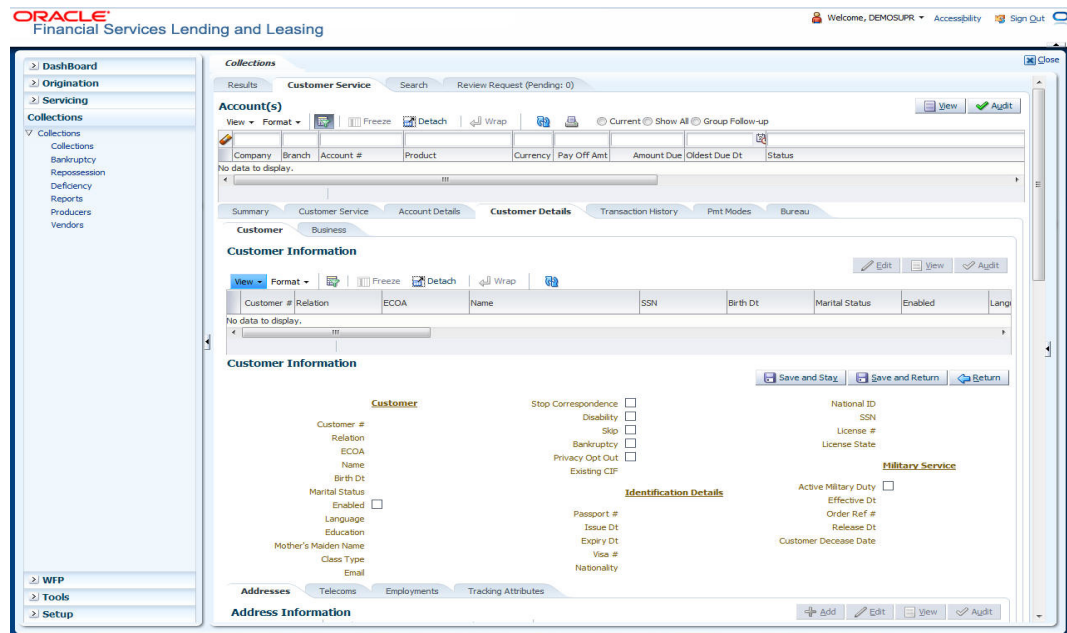 ORACLE
Financial Services Lending and Leasing
Welcome, DEMOSUPR Accessibility Sign Out
Close
DashBoard
Origination
Servicing
Collections
Collections
Collections
Bankruptcy
Repossession
Deficiency
Reports
Producers
Vendors
WFP
Tools
Setup
Collections
Results Customer Service Search Review Request (Pending: 0)
Account(s)
View Audit
View Format Freeze Detach Wrap Current Show All Group Follow-up
Company Branch Account # Product Currency Pay Off Amt Amount Due Oldest Due Dt Status
No data to display.
Summary Customer Service Account Details Customer Details Transaction History Pmt Modes Bureau
Customer Business
Customer Information
Edit View Audit
View Format Freeze Detach Wrap
Customer # Relation ECOA Name SSN Birth Dt Marital Status Enabled Langu
No data to display.
Customer Information
Save and Stay Save and Return Return
Customer
Customer #
Relation
ECOA
Name
Birth Dt
Marital Status
Enabled
Language
Education
Mother's Maiden Name
Class Type
Email
Stop Correspondence
Disability
Skip
Bankruptcy
Privacy Opt Out
Existing CIF
Identification Details
Passport #
Issue Dt
Expiry Dt
Visa #
Nationality
National ID
SSN
License #
License State
Military Service
Active Military Duty
Effective Dt
Order Ref #
Release Dt
Customer Decease Date
Addresses Telecoms Employments Tracking Attributes
Address Information
Add Edit View Audit